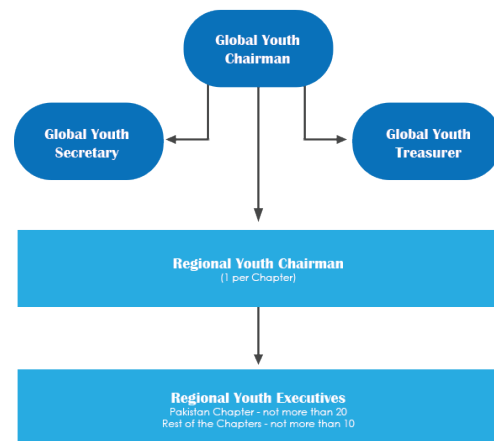 Global Youth
Chairman
Global Youth
Secretary
Global Youth
Treasurer
Regional Youth Chairman
(1 per Chapter)
Regional Youth Executives
Pakistan Chapter - not more than 20
Rest of the Chapters - not more than 10